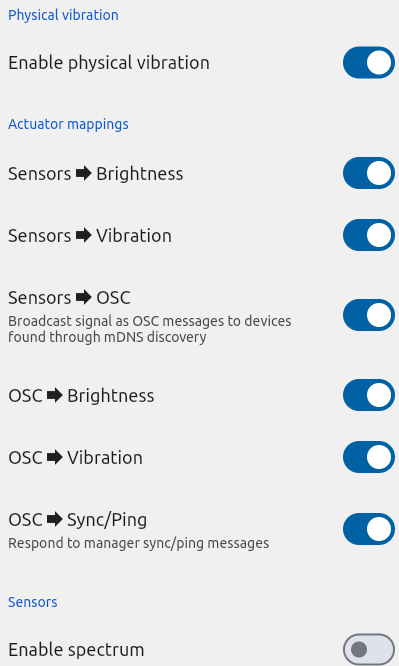 Physical vibration
Enable physical vibration
Actuator mappings
Sensors 🡆 Brightness
Sensors 🡆 Vibration
Sensors 🡆 OSC
Broadcast signal as OSC messages to devices
found through mDNS discovery
OSC 🡆 Brightness
OSC 🡆 Vibration
OSC 🡆 Sync/Ping
Respond to manager sync/ping messages
Sensors
Enable spectrum